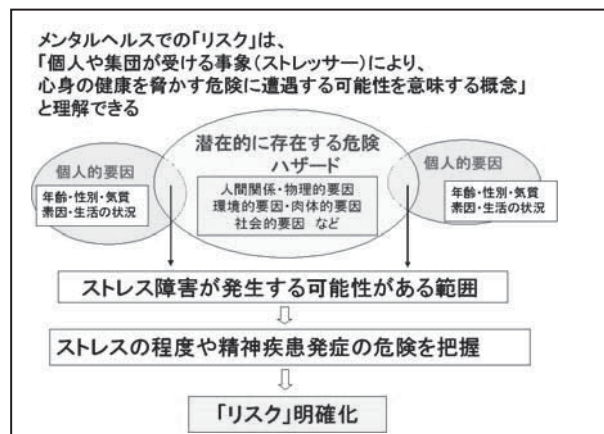 メンタルヘルスでの「リスク」は、
「個人や集団が受ける事象(ストレッサー)により、
心身の健康を脅かす危険に遭遇する可能性を意味する概念」
と理解できる
潜在的に存在する危険
ハザード
人間関係・物理的要因
環境的要因・肉体的要因
社会的要因 など
個人的要因
年齢・性別・気質
素因・生活の状況
個人的要因
年齢・性別・気質
素因・生活の状況
ストレス障害が発生する可能性がある範囲
ストレスの程度や精神疾患発症の危険を把握
「リスク」明確化